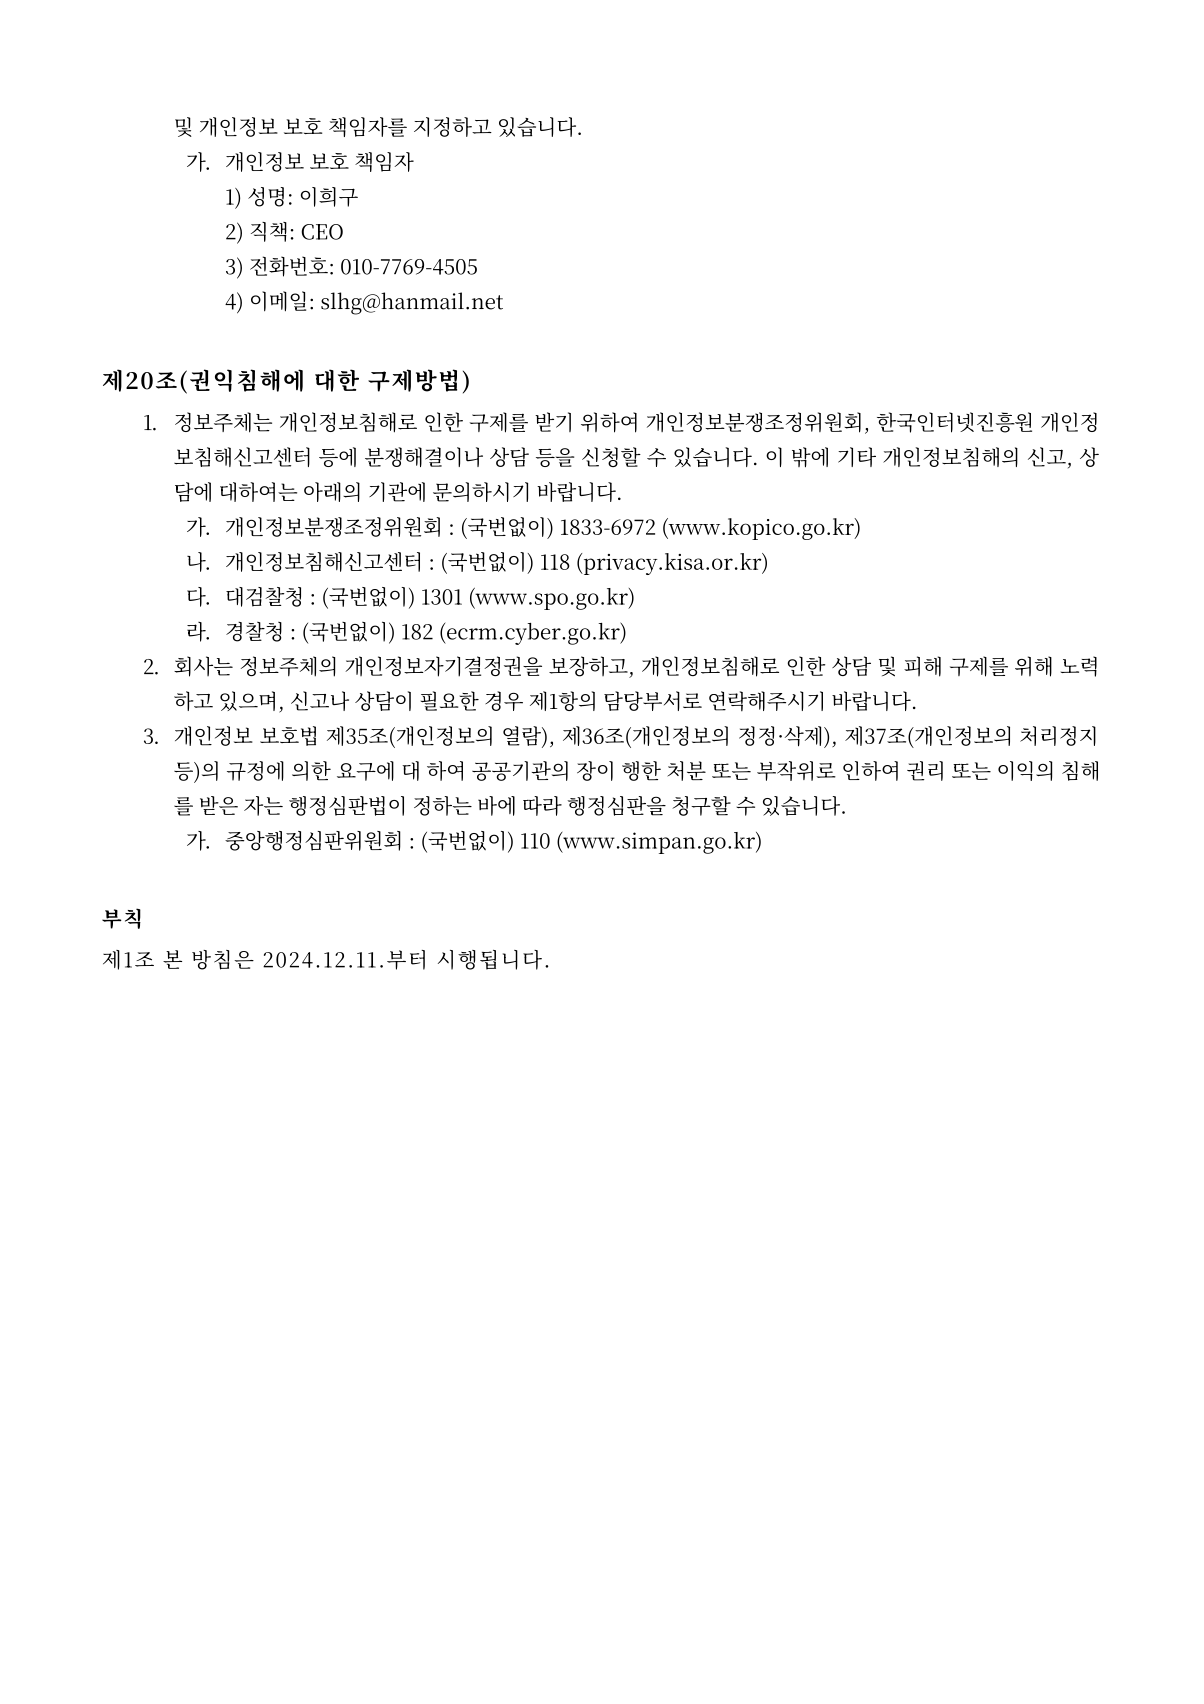 및 개인정보 보호 책임자를 지정하고 있습니다.
가. 개인정보 보호 책임자
1) 성명: 이희구
2) 직책: CEO
3) 전화번호: 010-7769-4505
4) 이메일: slhg@hanmail.net
제20조(권익침해에 대한 구제방법)
1. 정보주체는 개인정보침해로 인한 구제를 받기 위하여 개인정보분쟁조정위원회, 한국인터넷진흥원 개인정
보침해신고센터 등에 분쟁해결이나 상담 등을 신청할 수 있습니다. 이 밖에 기타 개인정보침해의 신고, 상
담에 대하여는 아래의 기관에 문의하시기 바랍니다.
가. 개인정보분쟁조정위원회 : (국번없이) 1833-6972 (www.kopico.go.kr)
나. 개인정보침해신고센터 : (국번없이) 118 (privacy.kisa.or.kr)
다. 대검찰청 : (국번없이) 1301 (www.spo.go.kr)
라. 경찰청 : (국번없이) 182 (ecrm.cyber.go.kr)
2. 회사는 정보주체의 개인정보자기결정권을 보장하고, 개인정보침해로 인한 상담 및 피해 구제를 위해 노력
하고 있으며, 신고나 상담이 필요한 경우 제1항의 담당부서로 연락해주시기 바랍니다.
3. 개인정보 보호법 제35조(개인정보의 열람), 제36조(개인정보의 정정·삭제), 제37조(개인정보의 처리정지
등)의 규정에 의한 요구에 대 하여 공공기관의 장이 행한 처분 또는 부작위로 인하여 권리 또는 이익의 침해
를 받은 자는 행정심판법이 정하는 바에 따라 행정심판을 청구할 수 있습니다.
가. 중앙행정심판위원회 : (국번없이) 110 (www.simpan.go.kr)
부칙
제1조 본 방침은 2024.12.11.부터 시행됩니다.